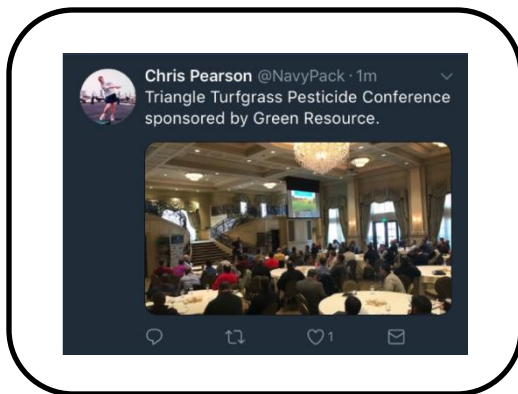 Chris Pearson @NavyPack · 1m
Triangle Turfgrass Pesticide Conference
sponsored by Green Resource.
1